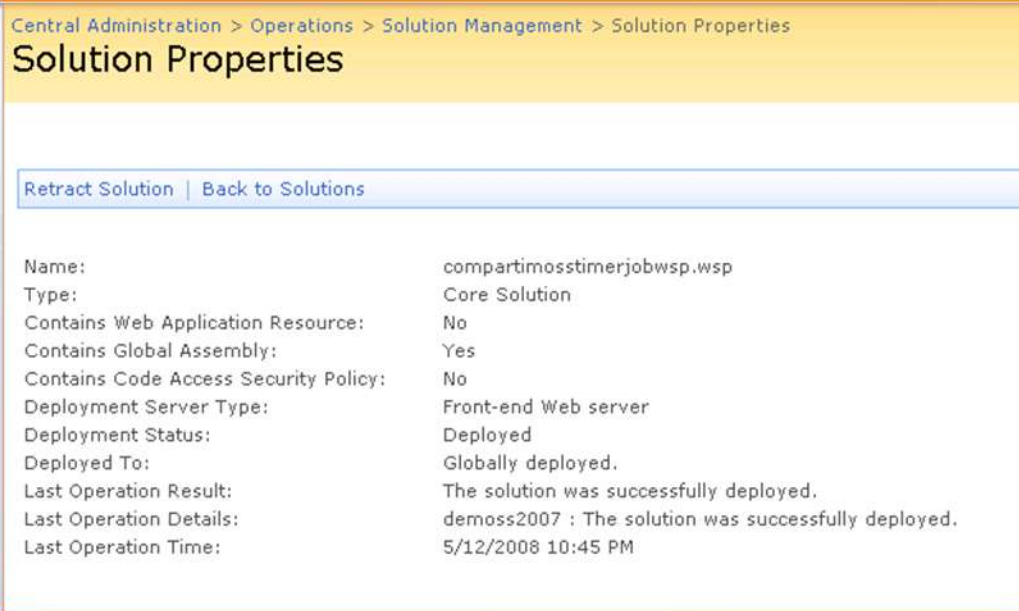 Central Administration > Operations > Solution Management > Solution Properties
Solution Properties
Retract Solution | Back to Solutions
Name: compartimosstimerjobwsp.wsp
Type: Core Solution
Contains Web Application Resource: No
Contains Global Assembly: Yes
Contains Code Access Security Policy: No
Deployment Server Type: Front-end Web server
Deployment Status: Deployed
Deployed To: Globally deployed.
Last Operation Result: The solution was successfully deployed.
Last Operation Details: demoss2007 : The solution was successfully deployed.
Last Operation Time: 5/12/2008 10:45 PM